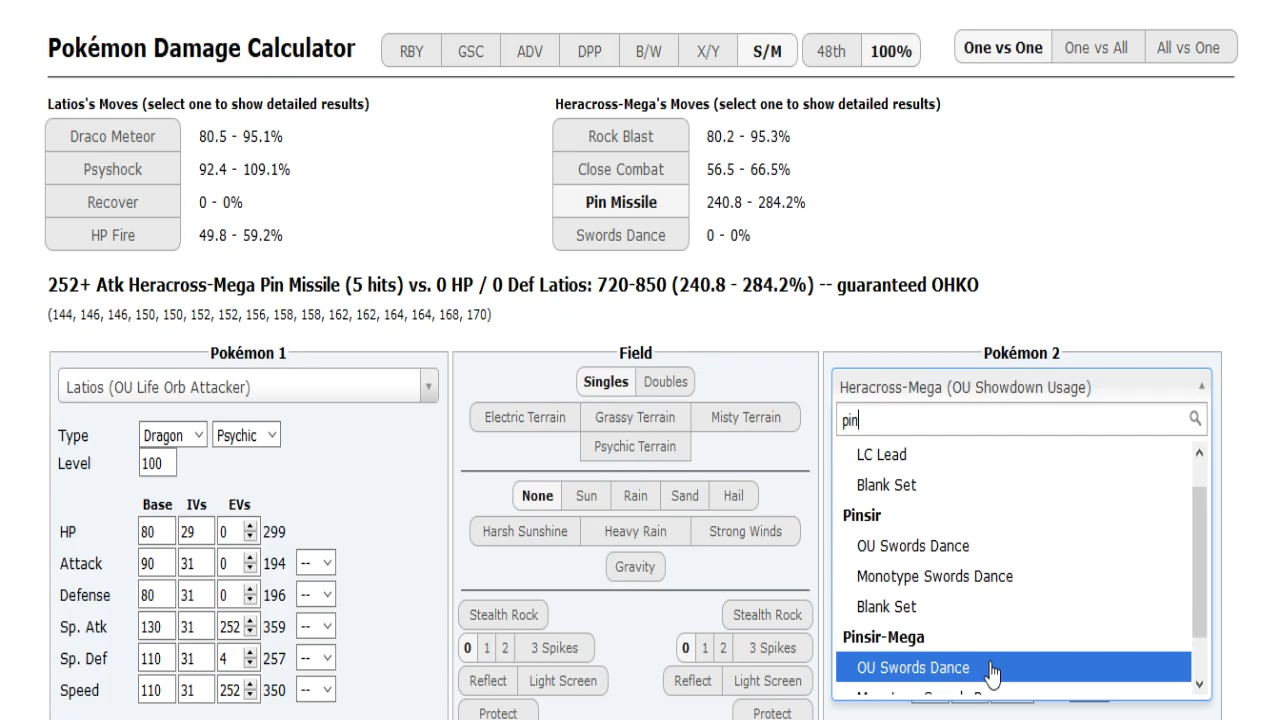 Pokémon Damage Calculator
RBY GSC ADV DPP B/W X/Y S/M 48th 100% One vs One One vs All All vs One
Latios's Moves (select one to show detailed results)
Draco Meteor 80.5 - 95.1%
Psyshock 92.4 - 109.1%
Recover 0 - 0%
HP Fire 49.8 - 59.2%
Heracross-Mega's Moves (select one to show detailed results)
Rock Blast 80.2 - 95.3%
Close Combat 56.5 - 66.5%
Pin Missile 240.8 - 284.2%
Swords Dance 0 - 0%
252+ Atk Heracross-Mega Pin Missile (5 hits) vs. 0 HP / 0 Def Latios: 720-850 (240.8 - 284.2%) -- guaranteed OHKO
(144, 146, 146, 150, 150, 152, 152, 156, 158, 158, 162, 162, 164, 164, 168, 170)
Pokémon 1
Latios (OU Life Orb Attacker)
Type Dragon Psychic
Level 100
Base IVs EVs
HP 80 29 0 299
Attack 90 31 0 194 --
Defense 80 31 0 196 --
Sp. Atk 130 31 252 359 --
Sp. Def 110 31 4 257 --
Speed 110 31 252 350 --
Field
Singles Doubles
Electric Terrain Grassy Terrain Misty Terrain
Psychic Terrain
None Sun Rain Sand Hail
Harsh Sunshine Heavy Rain Strong Winds
Gravity
Stealth Rock Stealth Rock
0 1 2 3 Spikes 0 1 2 3 Spikes
Reflect Light Screen Reflect Light Screen
Protect Protect
Pokémon 2
Heracross-Mega (OU Showdown Usage)
pin
LC Lead
Blank Set
Pinsir
OU Swords Dance
Monotype Swords Dance
Blank Set
Pinsir-Mega
OU Swords Dance